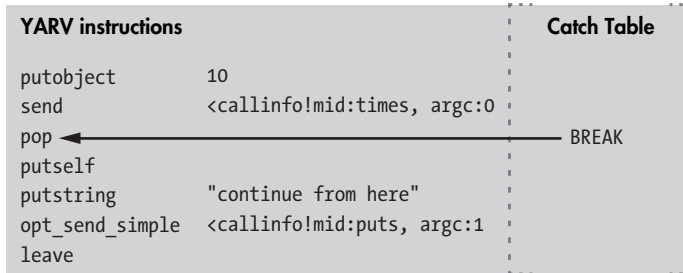 YARV instructions Catch Table
putobject 10
send <callinfo!mid:times, argc:0
pop BREAK
putself
putstring "continue from here"
opt_send_simple <callinfo!mid:puts, argc:1
leave